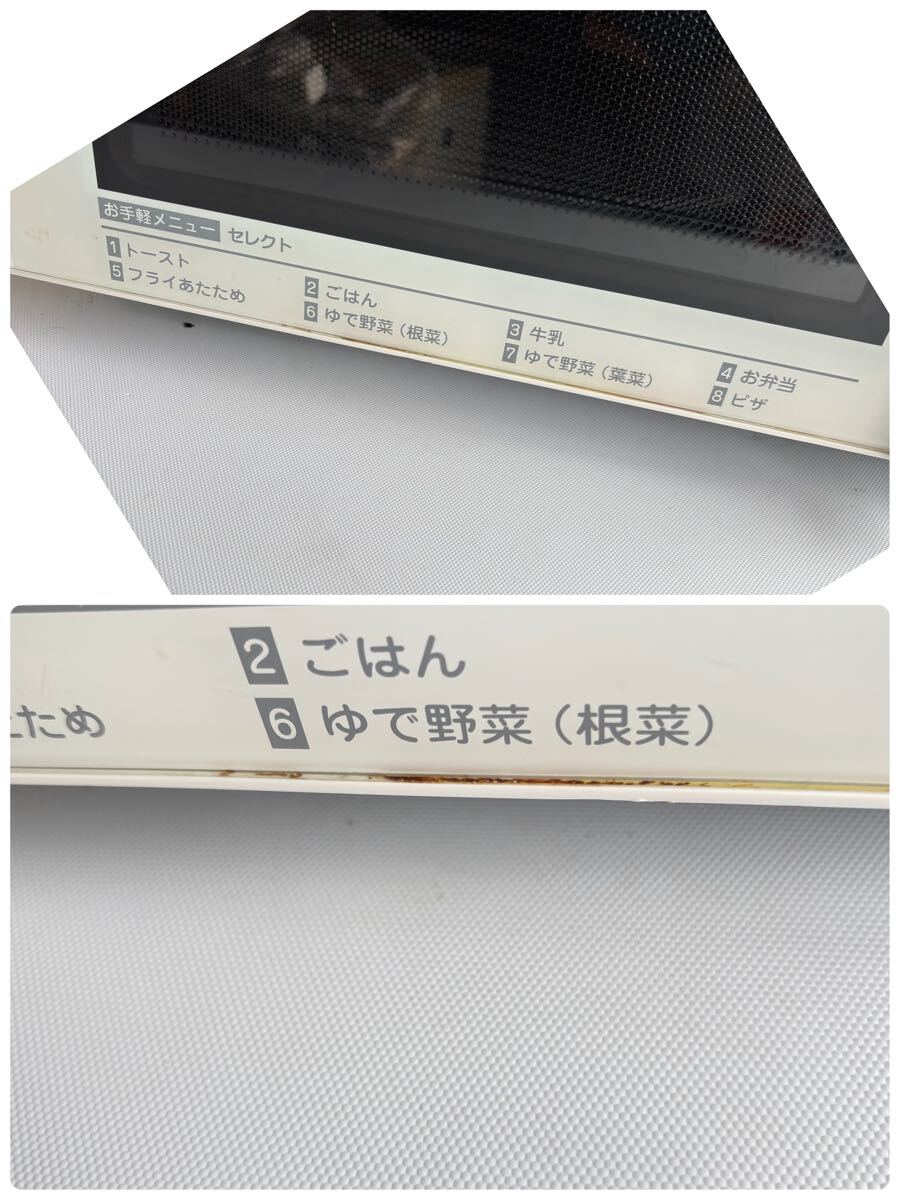 お手軽メニュー セレクト
1 トースト 2 ごはん 3 牛乳 4 お弁当
5 フライあたため 6 ゆで野菜（根菜） 7 ゆで野菜（葉菜） 8 ピザ
2 ごはん
ためため 6 ゆで野菜（根菜）